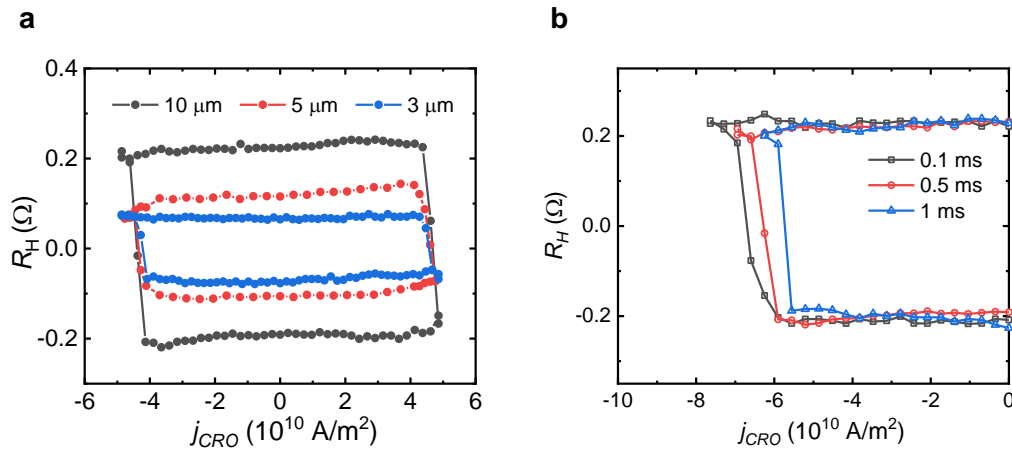 a
0.4
0.2
0.0
-0.2
R_H (Ω)
10 μm
5 μm
3 μm
-6 -4 -2 0 2 4 6
j_CRO (10^10 A/m^2)
b
0.2
0.0
-0.2
R_H (Ω)
0.1 ms
0.5 ms
1 ms
-10 -8 -6 -4 -2 0
j_CRO (10^10 A/m^2)